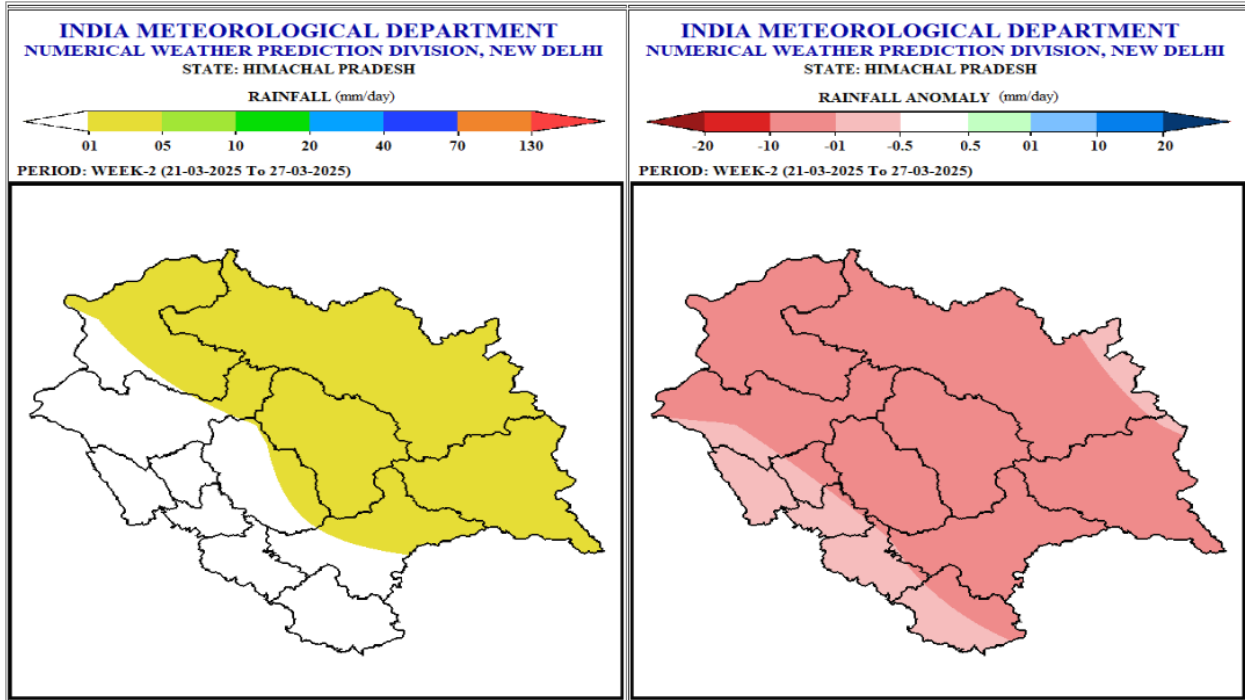 INDIA METEOROLOGICAL DEPARTMENT
NUMERICAL WEATHER PREDICTION DIVISION, NEW DELHI
STATE: HIMACHAL PRADESH
RAINFALL (mm/day)
01 05 10 20 40 70 130
PERIOD: WEEK-2 (21-03-2025 To 27-03-2025)
INDIA METEOROLOGICAL DEPARTMENT
NUMERICAL WEATHER PREDICTION DIVISION, NEW DELHI
STATE: HIMACHAL PRADESH
RAINFALL ANOMALY (mm/day)
-20 -10 -01 -0.5 0.5 01 10 20
PERIOD: WEEK-2 (21-03-2025 To 27-03-2025)